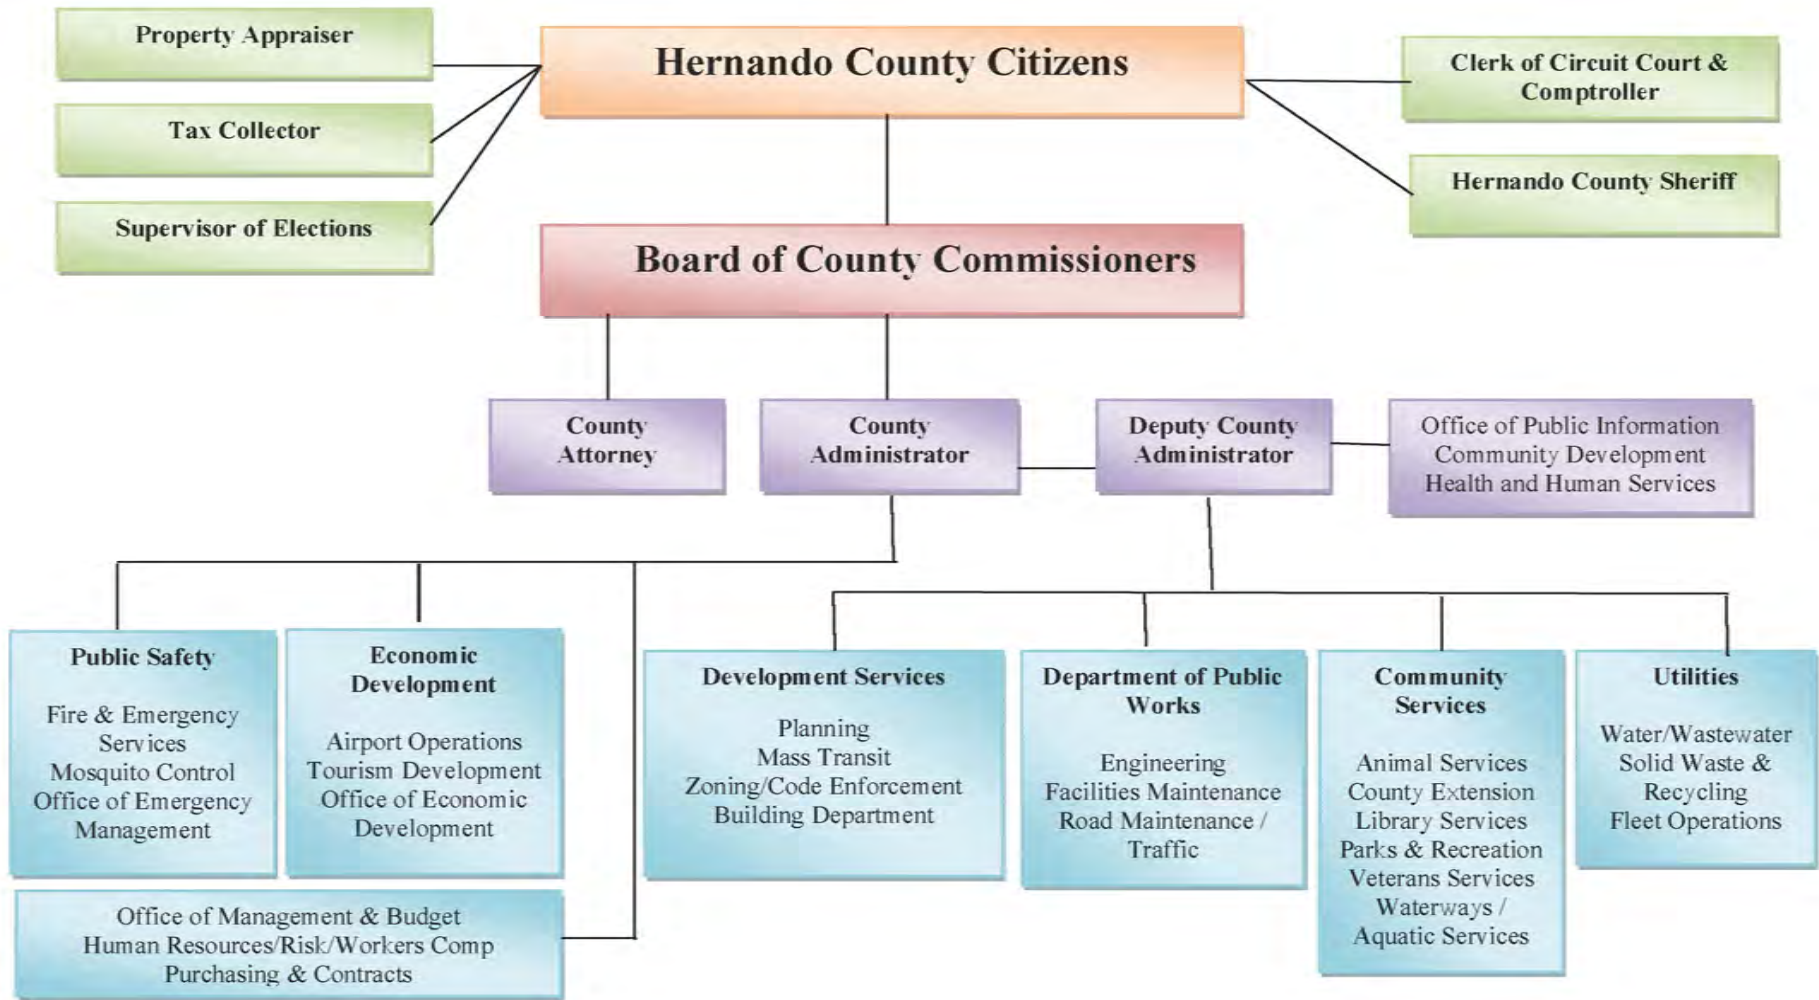 Property Appraiser
Tax Collector
Supervisor of Elections
Hernando County Citizens
Clerk of Circuit Court &
Comptroller
Hernando County Sheriff
Board of County Commissioners
County
Attorney
County
Administrator
Deputy County
Administrator
Office of Public Information
Community Development
Health and Human Services
Public Safety
Fire & Emergency
Services
Mosquito Control
Office of Emergency
Management
Economic
Development
Airport Operations
Tourism Development
Office of Economic
Development
Office of Management & Budget
Human Resources/Risk/Workers Comp
Purchasing & Contracts
Development Services
Planning
Mass Transit
Zoning/Code Enforcement
Building Department
Department of Public
Works
Engineering
Facilities Maintenance
Road Maintenance /
Traffic
Community
Services
Animal Services
County Extension
Library Services
Parks & Recreation
Veterans Services
Waterways /
Aquatic Services
Utilities
Water/Wastewater
Solid Waste &
Recycling
Fleet Operations